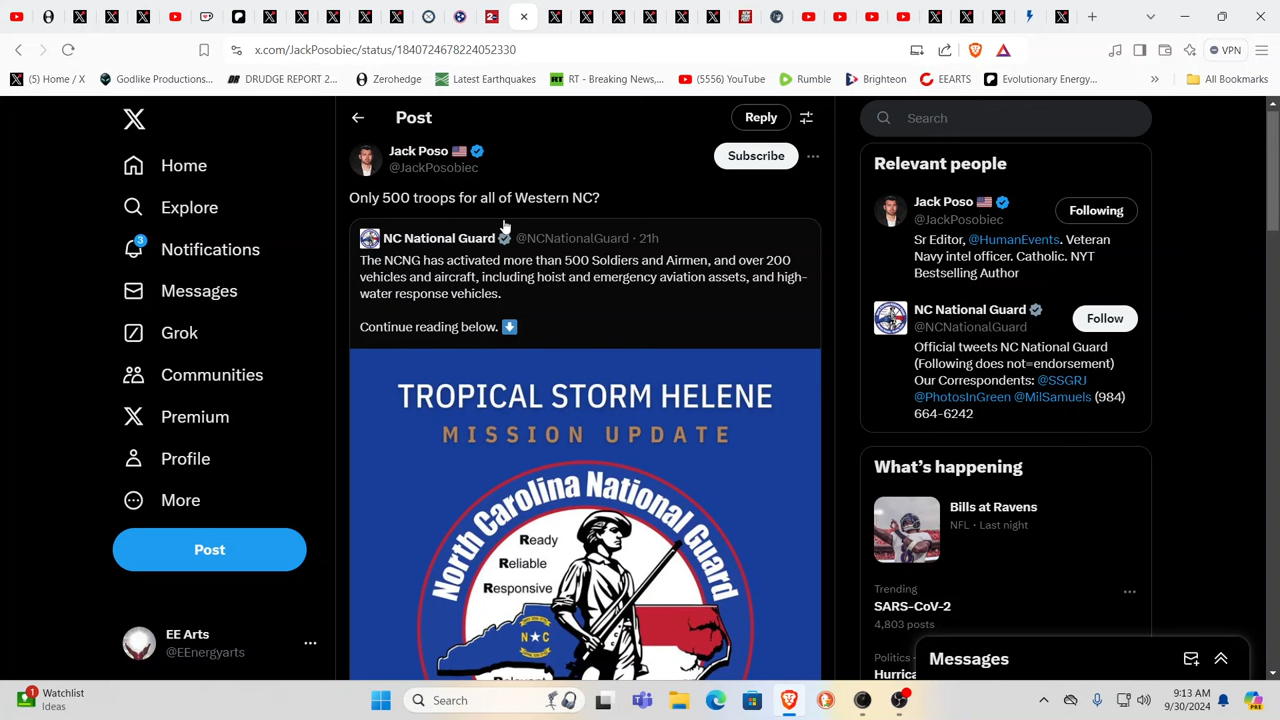 x.com/JackPosobiec/status/1840724678224052330
VPN
(5) Home / X
Godlike Productions...
DRUDGE REPORT 2...
Zerohedge
Latest Earthquakes
RT - Breaking News,...
(5556) YouTube
Rumble
Brighteon
EEARTS
Evolutionary Energy...
All Bookmarks
Home
Explore
3
Notifications
Messages
Grok
Communities
Premium
Profile
More
Post
EE Arts
@EEnergyarts
Post
Reply
Jack Poso
@JackPosobiec
Subscribe
Only 500 troops for all of Western NC?
NC National Guard @NCNationalGuard · 21h
The NCNG has activated more than 500 Soldiers and Airmen, and over 200
vehicles and aircraft, including hoist and emergency aviation assets, and high-
water response vehicles.
Continue reading below.
TROPICAL STORM HELENE
MISSION UPDATE
North Carolina National Guard
Ready
Reliable
Responsive
Relevant
N C
Search
Relevant people
Jack Poso
@JackPosobiec
Following
Sr Editor, @HumanEvents. Veteran
Navy intel officer. Catholic. NYT
Bestselling Author
NC National Guard
@NCNationalGuard
Follow
Official tweets NC National Guard
(Following does not=endorsement)
Our Correspondents: @SSGRJ
@PhotosInGreen @MilSamuels (984)
664-6242
What's happening
Bills at Ravens
NFL · Last night
Trending
SARS-CoV-2
4,803 posts
Politics ·
Hurric
Messages
1
Watchlist
Ideas
Search
9:13 AM
9/30/2024
PRE